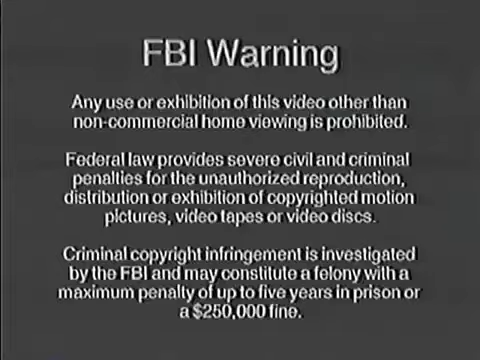 FBI Warning
Any use or exhibition of this video other than
non-commercial home viewing is prohibited.
Federal law provides severe civil and criminal
penalties for the unauthorized reproduction,
distribution or exhibition of copyrighted motion
pictures, video tapes or video discs.
Criminal copyright infringement is investigated
by the FBI and may constitute a felony with a
maximum penalty of up to five years in prison or
a $250,000 fine.